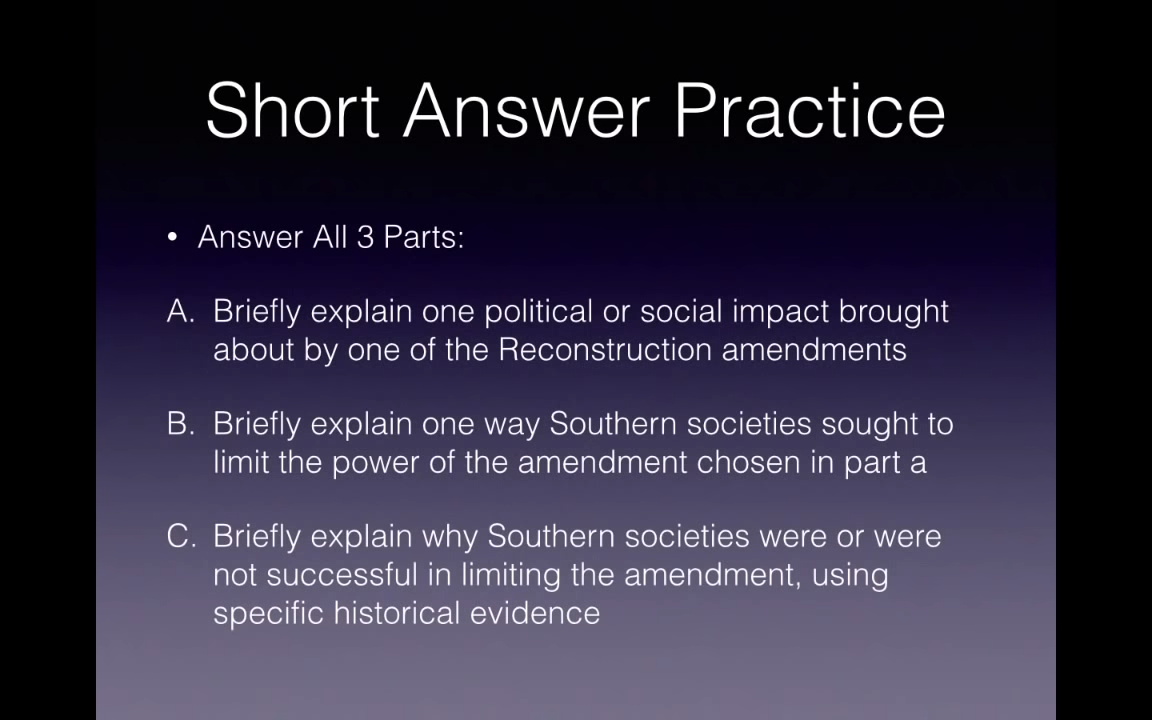 Short Answer Practice
• Answer All 3 Parts:
A. Briefly explain one political or social impact brought
about by one of the Reconstruction amendments
B. Briefly explain one way Southern societies sought to
limit the power of the amendment chosen in part a
C. Briefly explain why Southern societies were or were
not successful in limiting the amendment, using
specific historical evidence